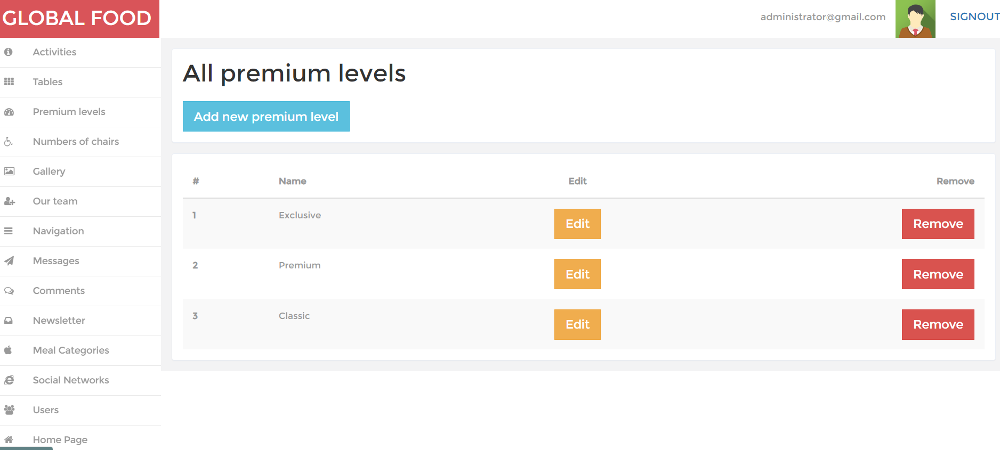 GLOBAL FOOD
administrator@gmail.com
SIGNOUT
Activities
Tables
Premium levels
Numbers of chairs
Gallery
Our team
Navigation
Messages
Comments
Newsletter
Meal Categories
Social Networks
Users
Home Page
All premium levels
Add new premium level
# Name Edit Remove
1 Exclusive Edit Remove
2 Premium Edit Remove
3 Classic Edit Remove